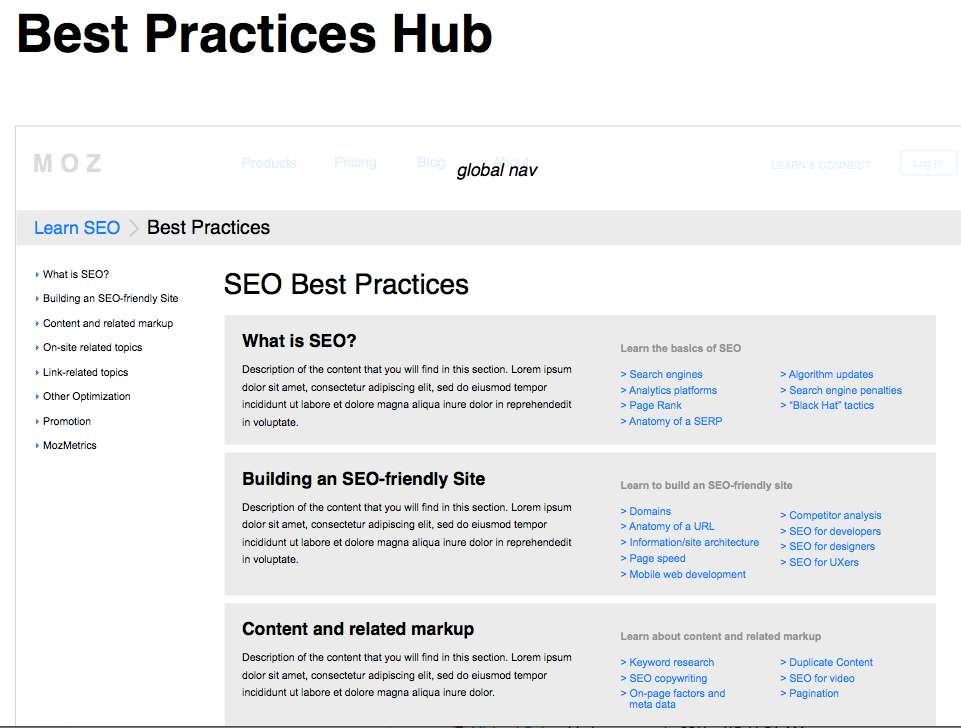 Best Practices Hub
MOZ
Products Pricing Blog About
global nav
LEARN & CONNECT
Log In
Learn SEO Best Practices
What is SEO?
Building an SEO-friendly Site
Content and related markup
On-site related topics
Link-related topics
Other Optimization
Promotion
MozMetrics
SEO Best Practices
What is SEO?
Description of the content that you will find in this section. Lorem ipsum
dolor sit amet, consectetur adipiscing elit, sed do eiusmod tempor
incididunt ut labore et dolore magna aliqua inure dolor in reprehendedit
in voluptate.
Learn the basics of SEO
> Search engines
> Analytics platforms
> Page Rank
> Anatomy of a SERP
> Algorithm updates
> Search engine penalties
> "Black Hat" tactics
Building an SEO-friendly Site
Description of the content that you will find in this section. Lorem ipsum
dolor sit amet, consectetur adipiscing elit, sed do eiusmod tempor
incididunt ut labore et dolore magna aliqua inure dolor in reprehendedit
in voluptate.
Learn to build an SEO-friendly site
> Domains
> Anatomy of a URL
> Information/site architecture
> Page speed
> Mobile web development
> Competitor analysis
> SEO for developers
> SEO for designers
> SEO for UXers
Content and related markup
Description of the content that you will find in this section. Lorem ipsum
dolor sit amet, consectetur adipiscing elit, sed do eiusmod tempor
incididunt ut labore et dolore magna aliqua inure dolor.
Learn about content and related markup
> Keyword research
> SEO copywriting
> On-page factors and
meta data
> Duplicate Content
> SEO for video
> Pagination